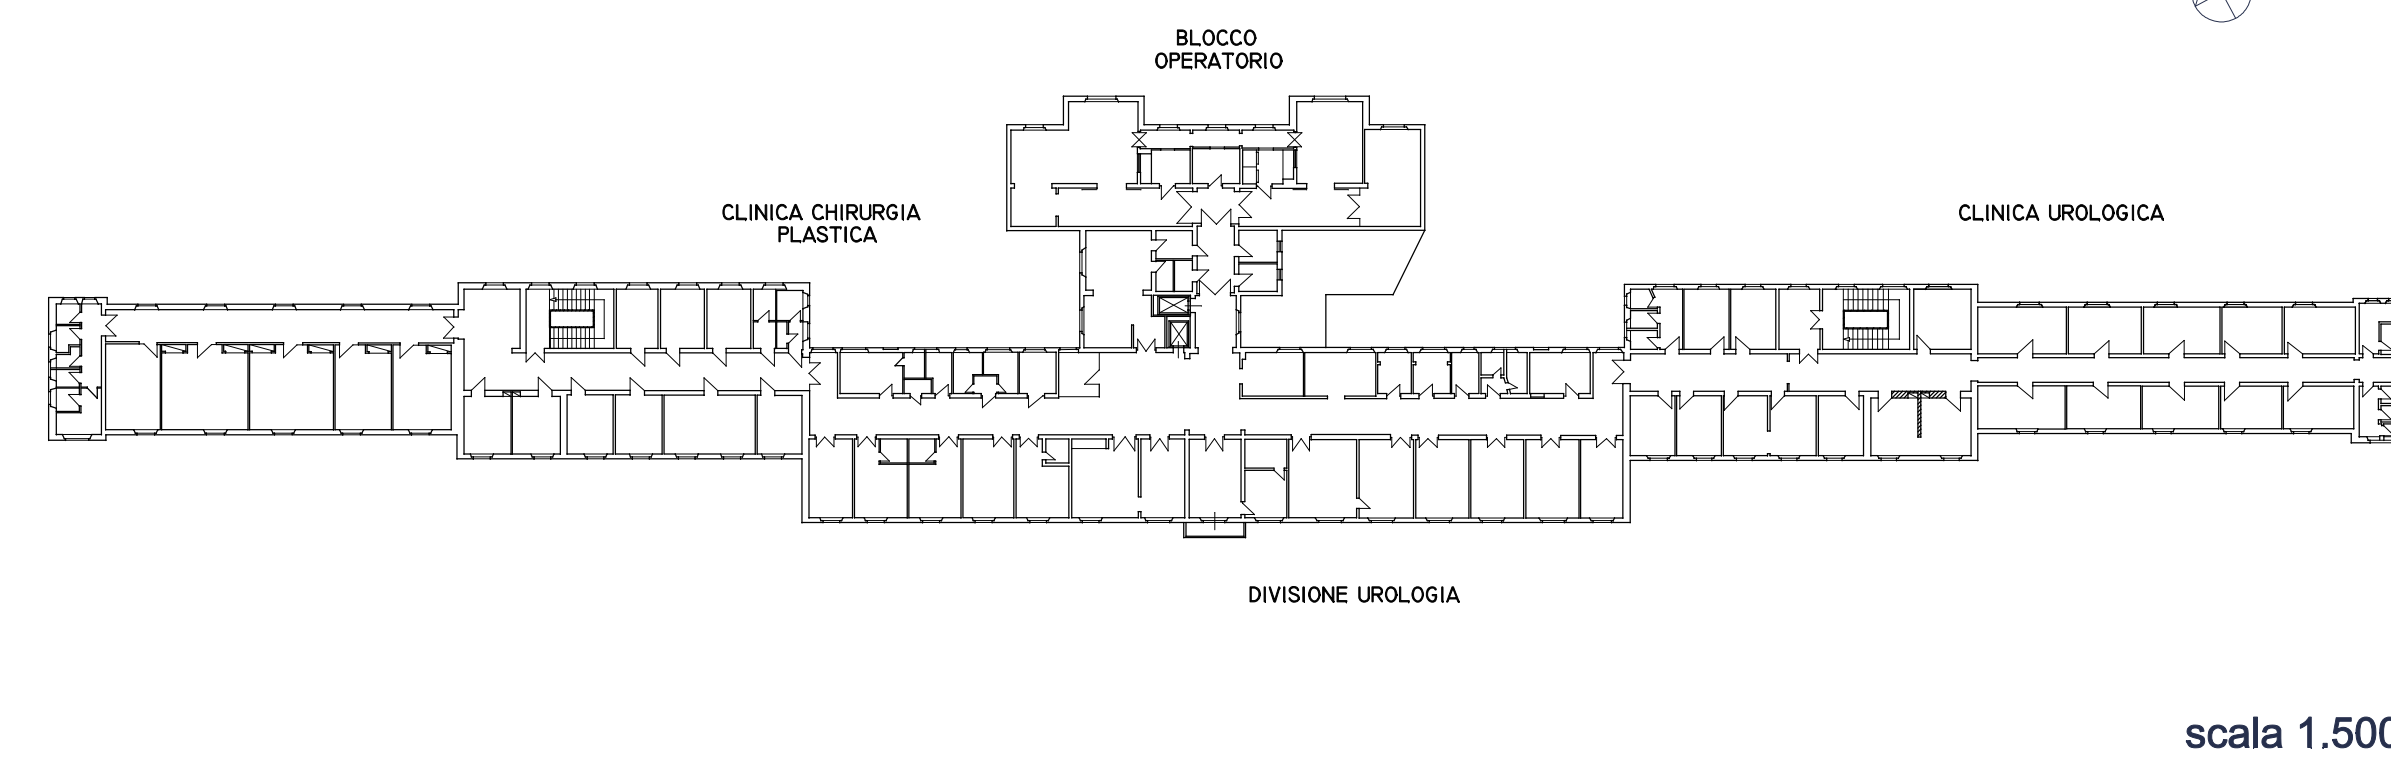 BLOCCO
OPERATORIO
CLINICA CHIRURGIA
PLASTICA
CLINICA UROLOGICA
DIVISIONE UROLOGIA
scala 1.500